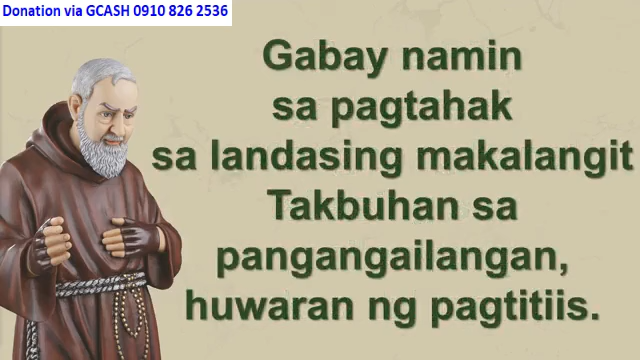 Donation via GCASH 0910 826 2536
Gabay namin
sa pagtahak
sa landasing makalangit
Takbuhan sa
pangangailangan,
huwaran ng pagtitiis.